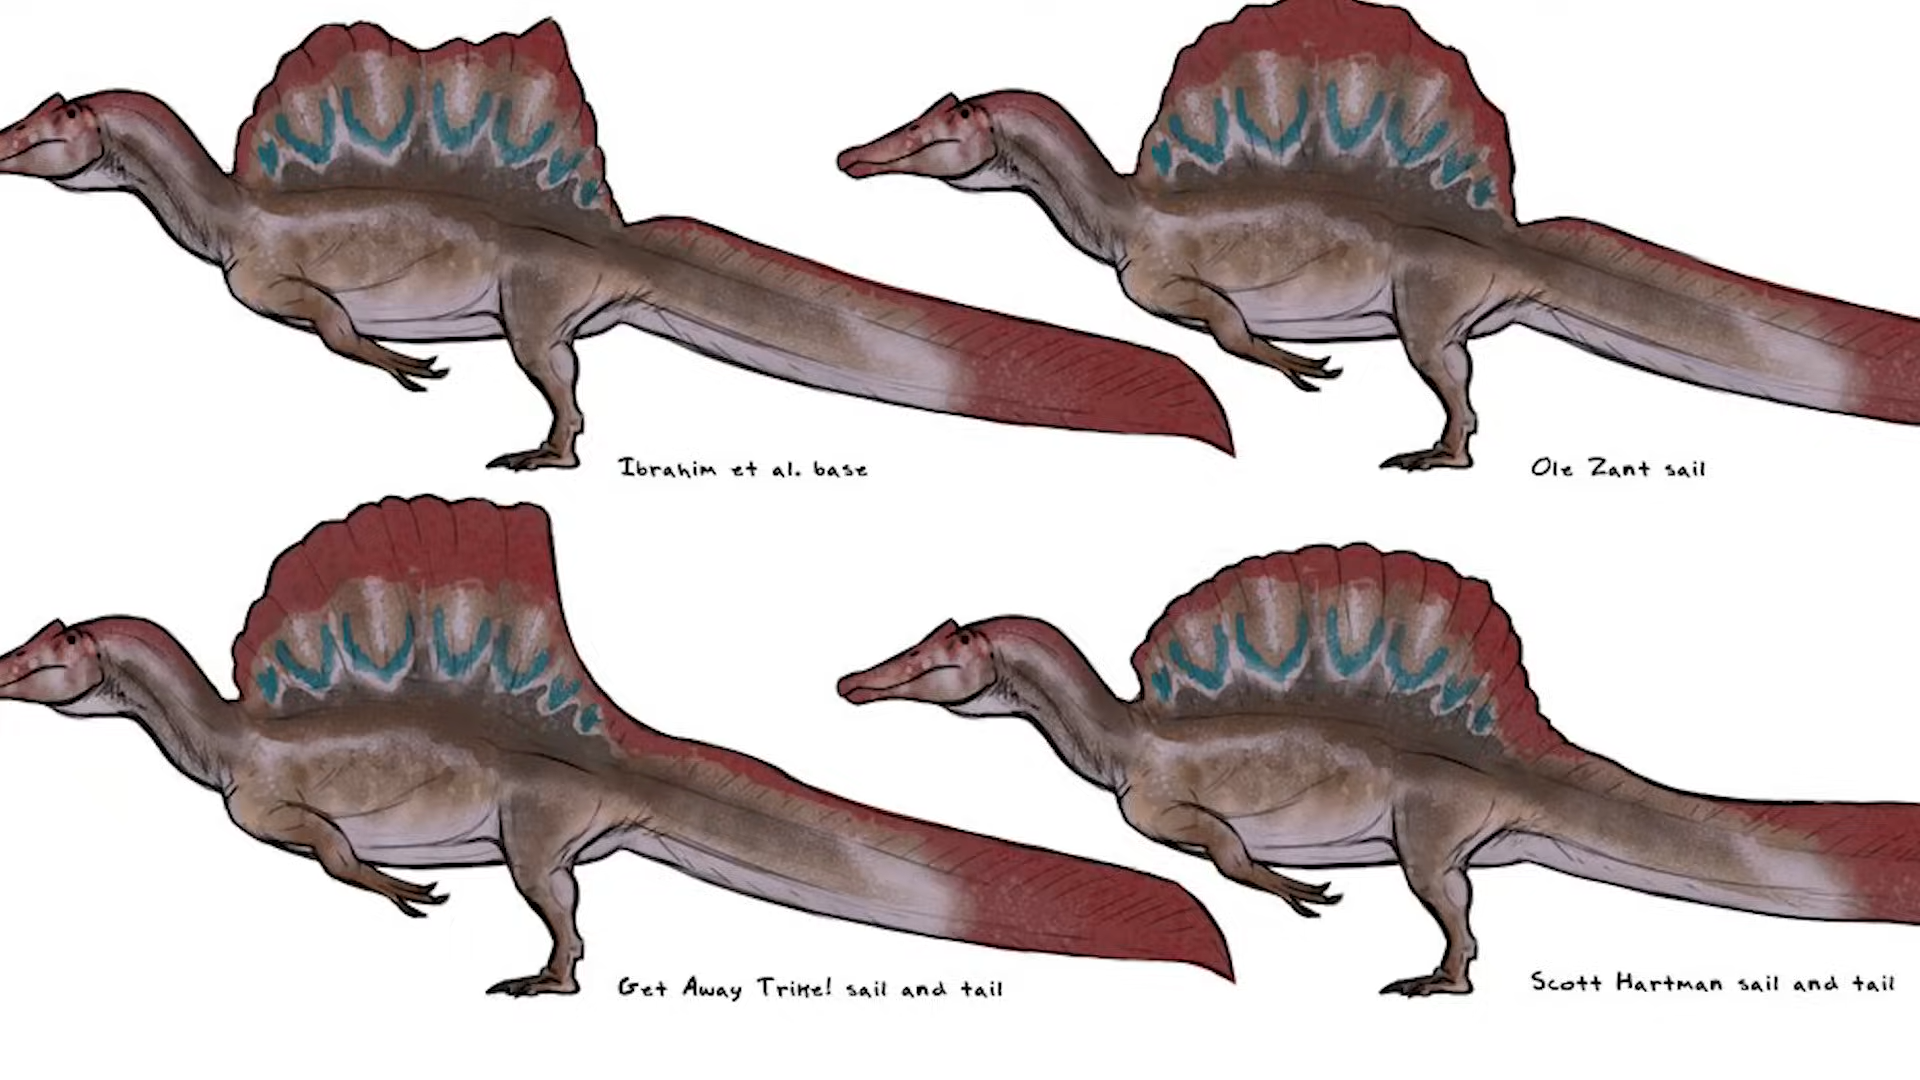 Ibrahim et al. base
Ole Zant sail
Get Away Trike! sail and tail
Scott Hartman sail and tail